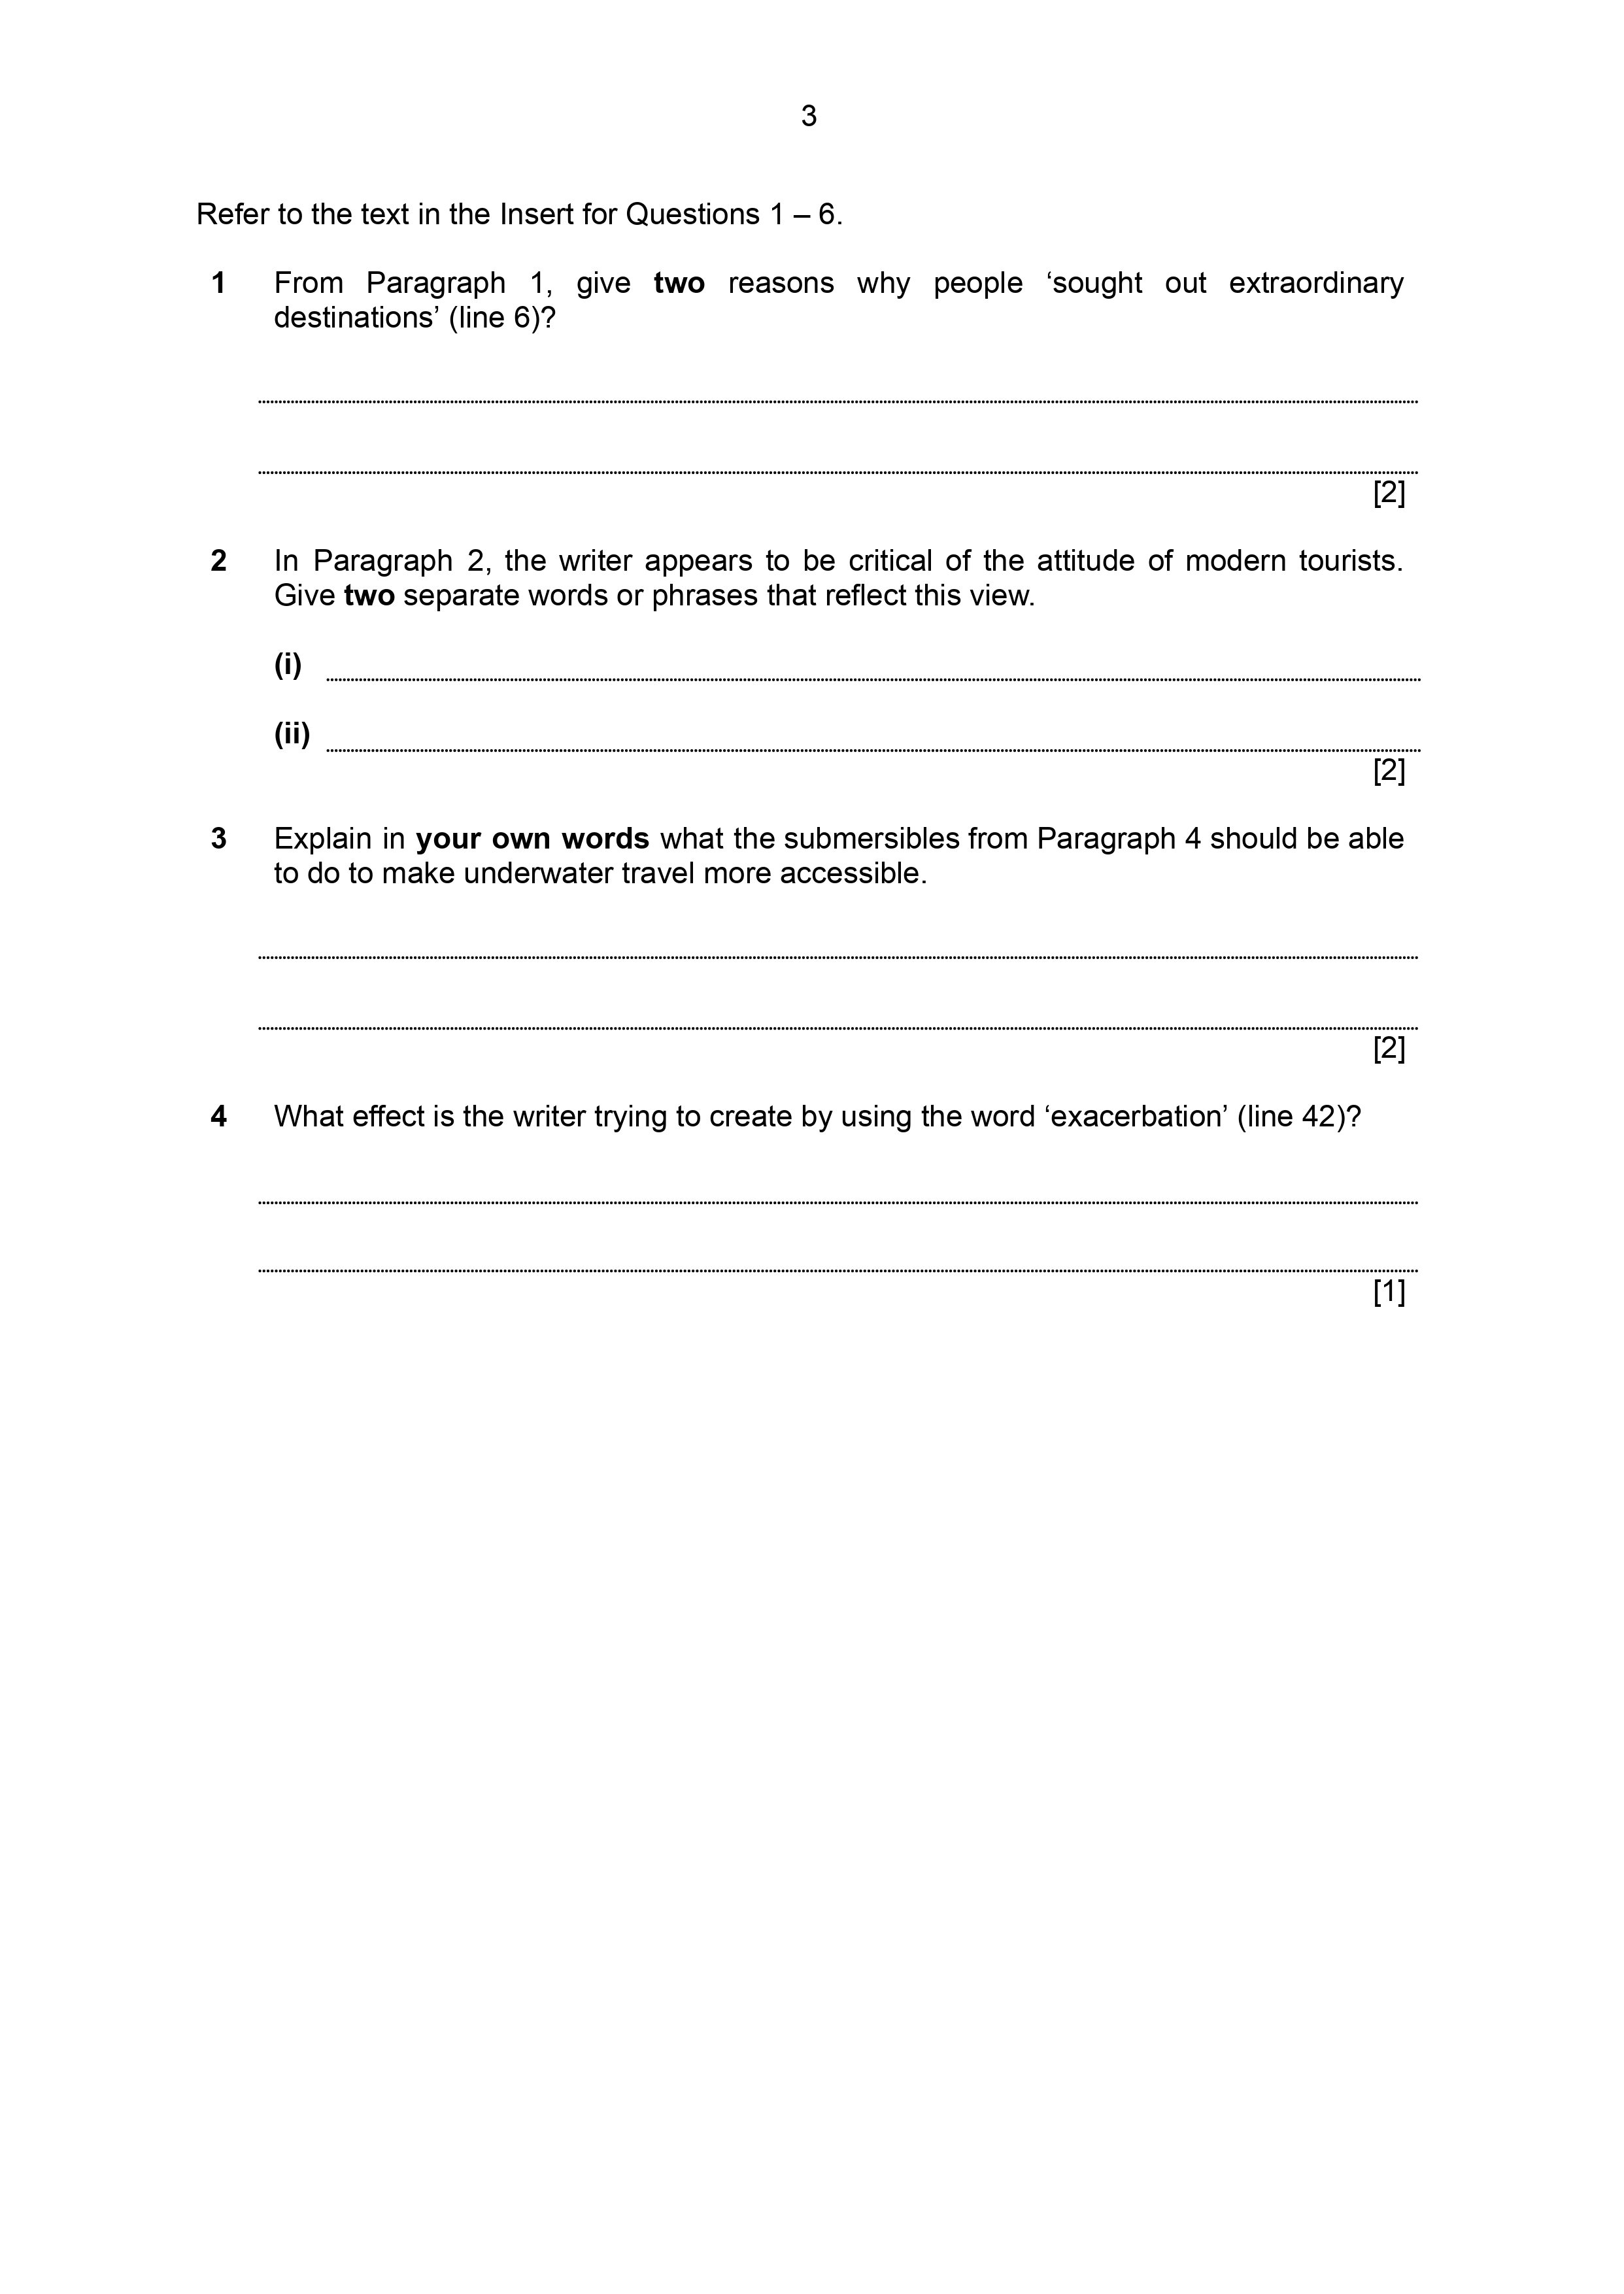 3
Refer to the text in the Insert for Questions 1 – 6.
1 From Paragraph 1, give two reasons why people ‘sought out extraordinary
destinations’ (line 6)?
[2]
2 In Paragraph 2, the writer appears to be critical of the attitude of modern tourists.
Give two separate words or phrases that reflect this view.
(i)
(ii)
[2]
3 Explain in your own words what the submersibles from Paragraph 4 should be able
to do to make underwater travel more accessible.
[2]
4 What effect is the writer trying to create by using the word ‘exacerbation’ (line 42)?
[1]